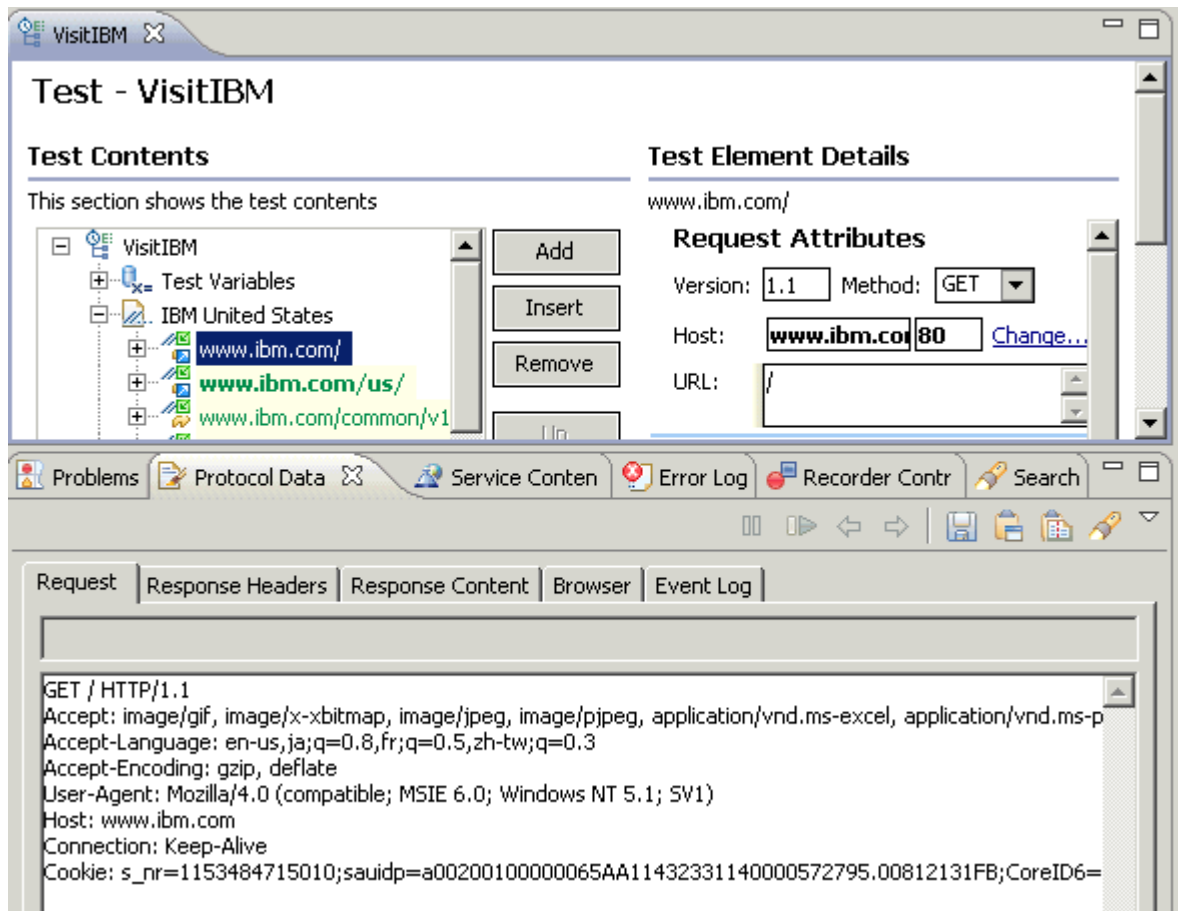 VisitIBM
Test - VisitIBM
Test Contents
This section shows the test contents
VisitIBM
Test Variables
IBM United States
www.ibm.com/
www.ibm.com/us/
www.ibm.com/common/v1
Add
Insert
Remove
Up
Test Element Details
www.ibm.com/
Request Attributes
Version: 1.1 Method: GET
Host: www.ibm.co 80 Change...
URL: /
Problems Protocol Data Service Conten Error Log Recorder Contr Search
Request Response Headers Response Content Browser Event Log
GET / HTTP/1.1
Accept: image/gif, image/x-xbitmap, image/jpeg, image/pjpeg, application/vnd.ms-excel, application/vnd.ms-p
Accept-Language: en-us,ja;q=0.8,fr;q=0.5,zh-tw;q=0.3
Accept-Encoding: gzip, deflate
User-Agent: Mozilla/4.0 (compatible; MSIE 6.0; Windows NT 5.1; SV1)
Host: www.ibm.com
Connection: Keep-Alive
Cookie: s_nr=1153484715010;sauidp=a00200100000065AA11432331140000572795.00812131FB;CoreID6=